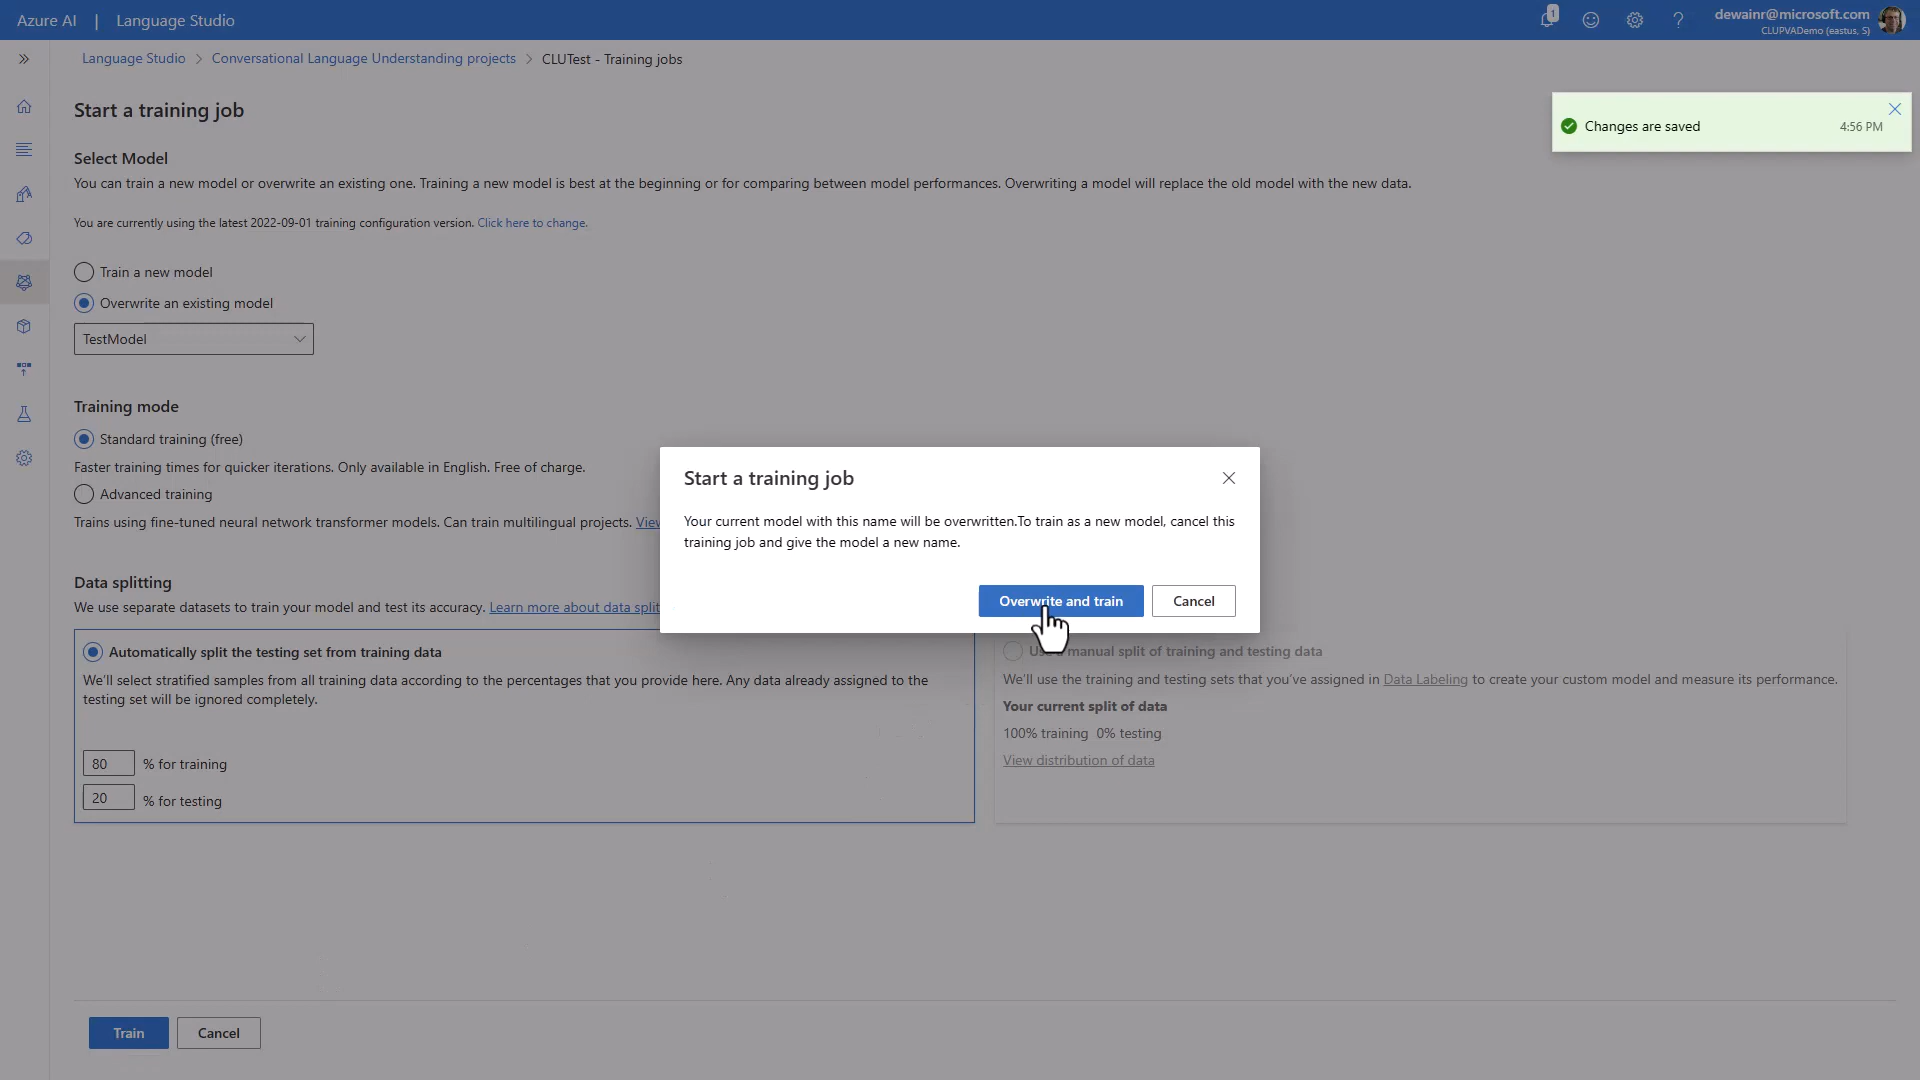 Azure AI | Language Studio
1
dewainr@microsoft.com
CLUPVADemo (eastus, S)
Language Studio > Conversational Language Understanding projects > CLUTest - Training jobs
Start a training job
Changes are saved 4:56 PM
Select Model
You can train a new model or overwrite an existing one. Training a new model is best at the beginning or for comparing between model performances. Overwriting a model will replace the old model with the new data.
You are currently using the latest 2022-09-01 training configuration version. Click here to change.
Train a new model
Overwrite an existing model
TestModel
Training mode
Standard training (free)
Faster training times for quicker iterations. Only available in English. Free of charge.
Advanced training
Trains using fine-tuned neural network transformer models. Can train multilingual projects. View
Start a training job
Your current model with this name will be overwritten.To train as a new model, cancel this
training job and give the model a new name.
Overwrite and train
Cancel
Data splitting
We use separate datasets to train your model and test its accuracy. Learn more about data split
Automatically split the testing set from training data
We'll select stratified samples from all training data according to the percentages that you provide here. Any data already assigned to the
testing set will be ignored completely.
80 % for training
20 % for testing
Use a manual split of training and testing data
We'll use the training and testing sets that you've assigned in Data Labeling to create your custom model and measure its performance.
Your current split of data
100% training 0% testing
View distribution of data
Train
Cancel